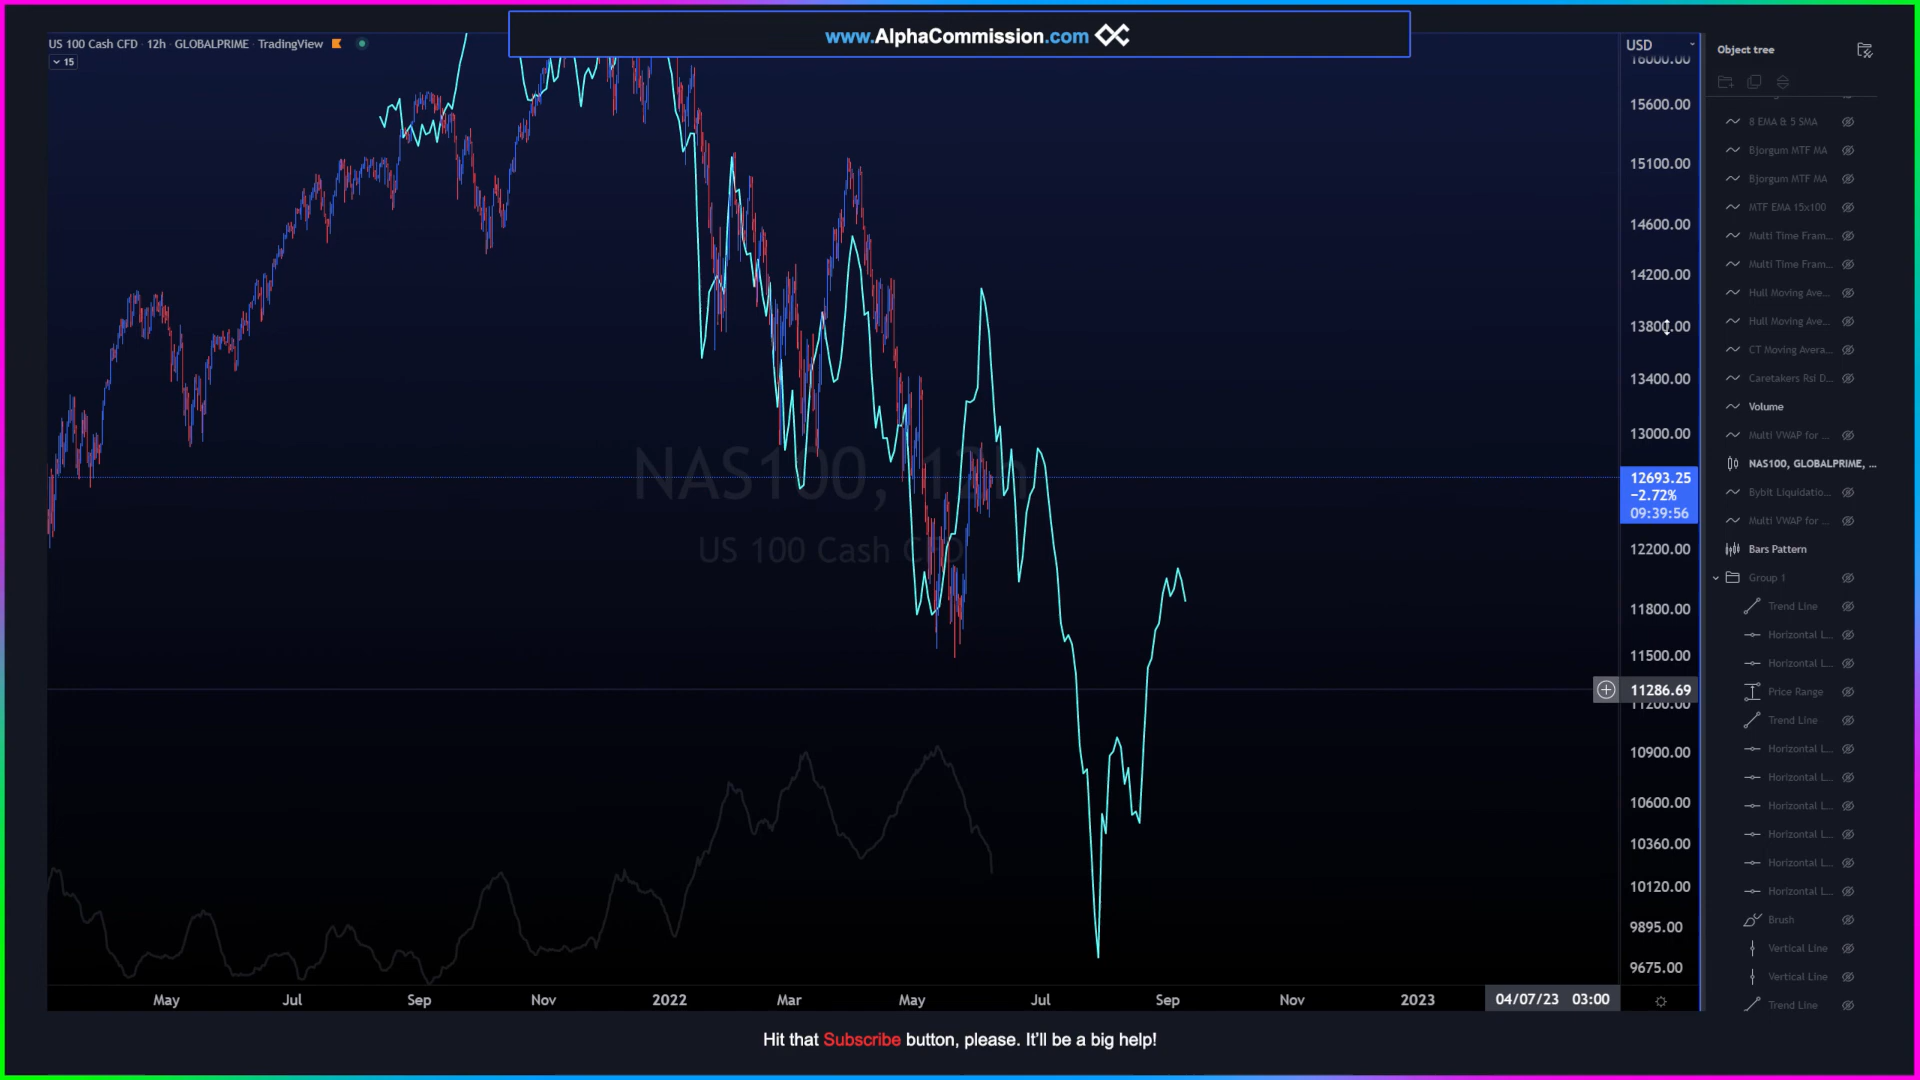 www.AlphaCommission.com
US 100 Cash CFD · 12h · GLOBALPRIME · TradingView
15
NAS100, 12h
US 100 Cash CFD
USD
16000.00
15600.00
15100.00
14600.00
14200.00
13800.00
13400.00
13000.00
12693.25
−2.72%
09:39:56
12200.00
11800.00
11500.00
11286.69
11200.00
10900.00
10600.00
10360.00
10120.00
9895.00
9675.00
May
Jul
Sep
Nov
2022
Mar
May
Jul
Sep
Nov
2023
04/07/23 03:00
Object tree
8 EMA & 5 SMA
Bjorgum MTF MA
Bjorgum MTF MA
MTF EMA 15x100
Multi Time Fram...
Multi Time Fram...
Hull Moving Ave...
Hull Moving Ave...
CT Moving Avera...
Caretakers Rsi D...
Volume
Multi VWAP for ...
NAS100, GLOBALPRIME, ...
Bybit Liquidatio...
Multi VWAP for ...
Bars Pattern
Group 1
Trend Line
Horizontal L...
Horizontal L...
Price Range
Trend Line
Horizontal L...
Horizontal L...
Horizontal L...
Horizontal L...
Horizontal L...
Horizontal L...
Brush
Vertical Line
Vertical Line
Trend Line
Hit that Subscribe button, please. It'll be a big help!